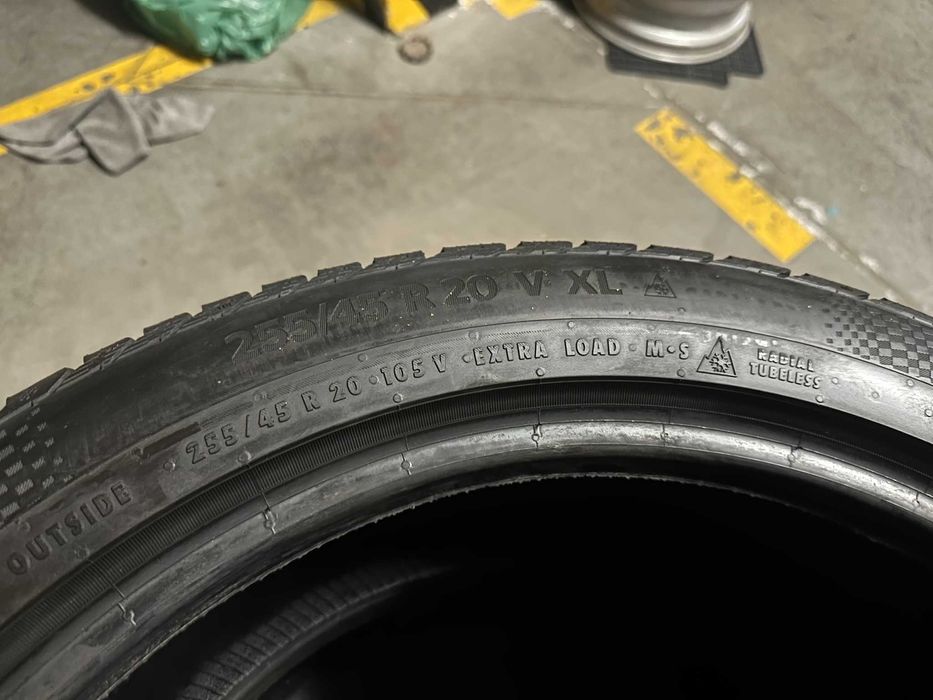 255/45 R 20 V XL
255/45 R 20 · 105 V · EXTRA LOAD · M·S
RADIAL
TUBELESS
OUTSIDE